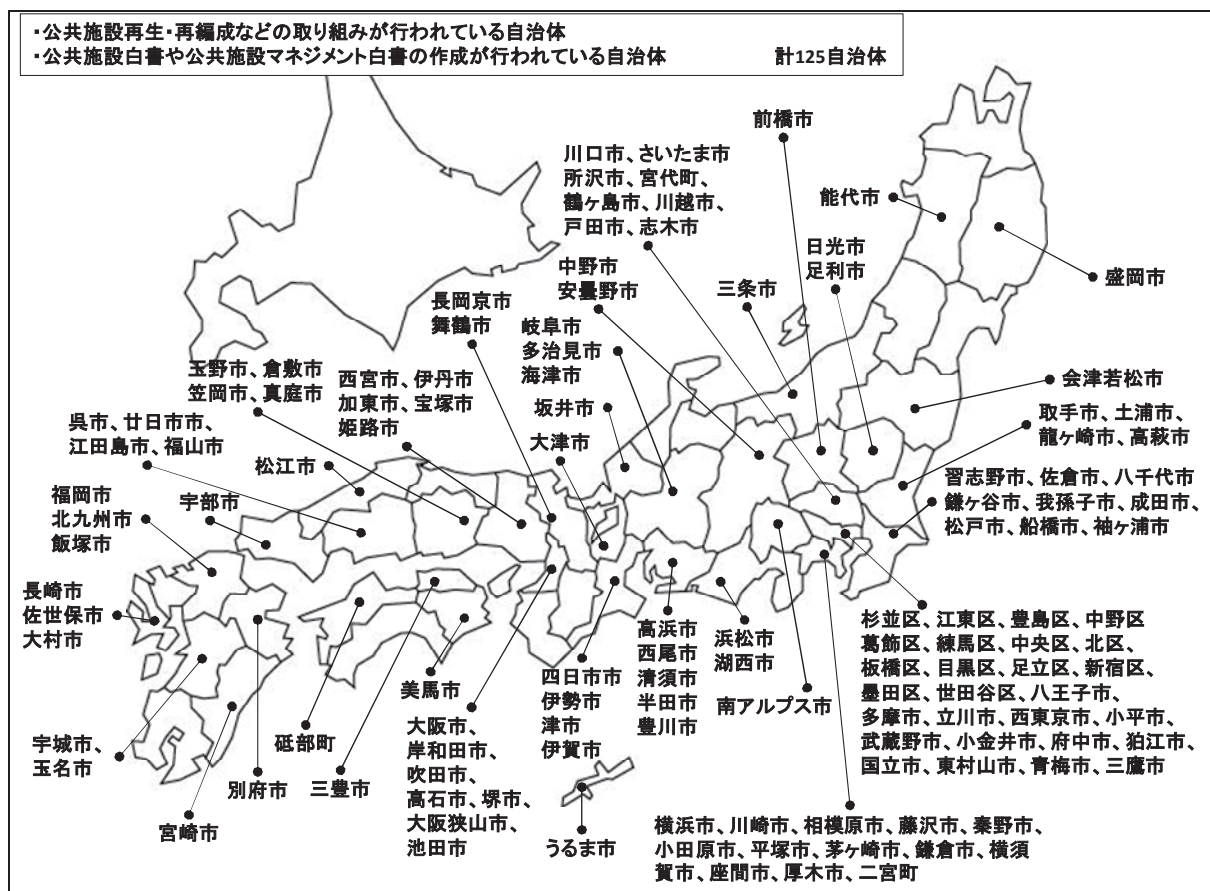 ・公共施設再生・再編成などの取り組みが行われている自治体
・公共施設白書や公共施設マネジメント白書の作成が行われている自治体 計125自治体
前橋市
川口市、さいたま市
所沢市、宮代町、
鶴ヶ島市、川越市、
戸田市、志木市
能代市
日光市
足利市
盛岡市
中野市
安曇野市
三条市
長岡京市
舞鶴市
岐阜市
多治見市
海津市
玉野市、倉敷市
笠岡市、真庭市
西宮市、伊丹市
加東市、宝塚市
姫路市
坂井市
会津若松市
呉市、廿日市市、
江田島市、福山市
大津市
取手市、土浦市、
龍ヶ崎市、高萩市
松江市
習志野市、佐倉市、八千代市
鎌ヶ谷市、我孫子市、成田市、
松戸市、船橋市、袖ヶ浦市
福岡市
北九州市
飯塚市
宇部市
長崎市
佐世保市
大村市
杉並区、江東区、豊島区、中野区
葛飾区、練馬区、中央区、北区、
板橋区、目黒区、足立区、新宿区、
墨田区、世田谷区、八王子市、
多摩市、立川市、西東京市、小平市、
武蔵野市、小金井市、府中市、狛江市、
国立市、東村山市、青梅市、三鷹市
高浜市
西尾市
清須市
半田市
豊川市
浜松市
湖西市
南アルプス市
四日市市
伊勢市
津市
伊賀市
美馬市
大阪市、
岸和田市、
吹田市、
高石市、堺市、
大阪狭山市、
池田市
砥部町
三豊市
別府市
宇城市、
玉名市
宮崎市
うるま市
横浜市、川崎市、相模原市、藤沢市、秦野市、
小田原市、平塚市、茅ヶ崎市、鎌倉市、横須
賀市、座間市、厚木市、二宮町